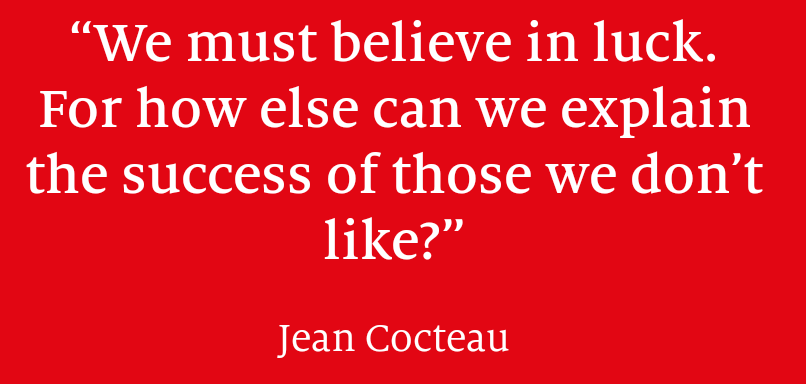 “We must believe in luck.
For how else can we explain
the success of those we don’t
like?”
Jean Cocteau